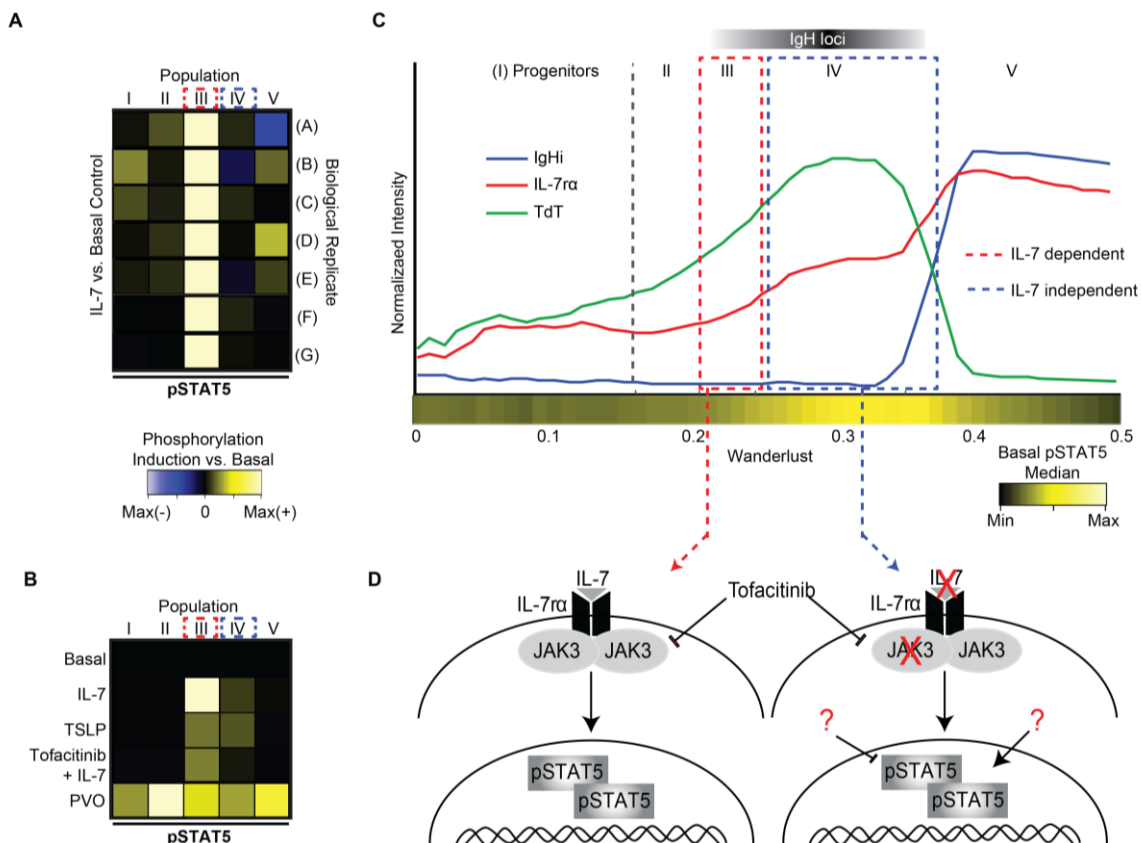 A
Population
I II III IV V
(A)
(B)
(C)
(D)
(E)
(F)
(G)
IL-7 vs. Basal Control
Biological Replicate
pSTAT5
Phosphorylation
Induction vs. Basal
Max(-) 0 Max(+)
B
Population
I II III IV V
Basal
IL-7
TSLP
Tofacitinib
+ IL-7
PVO
pSTAT5
C
IgH loci
(I) Progenitors II III IV V
IgHi
IL-7rα
TdT
Normalizaed Intensity
IL-7 dependent
IL-7 independent
0 0.1 0.2 0.3 0.4 0.5
Wanderlust
Basal pSTAT5
Median
Min Max
D
IL-7
IL-7rα
JAK3 JAK3
pSTAT5
pSTAT5
Tofacitinib
IL-7
IL-7rα
JAK3 JAK3
? ?
pSTAT5
pSTAT5